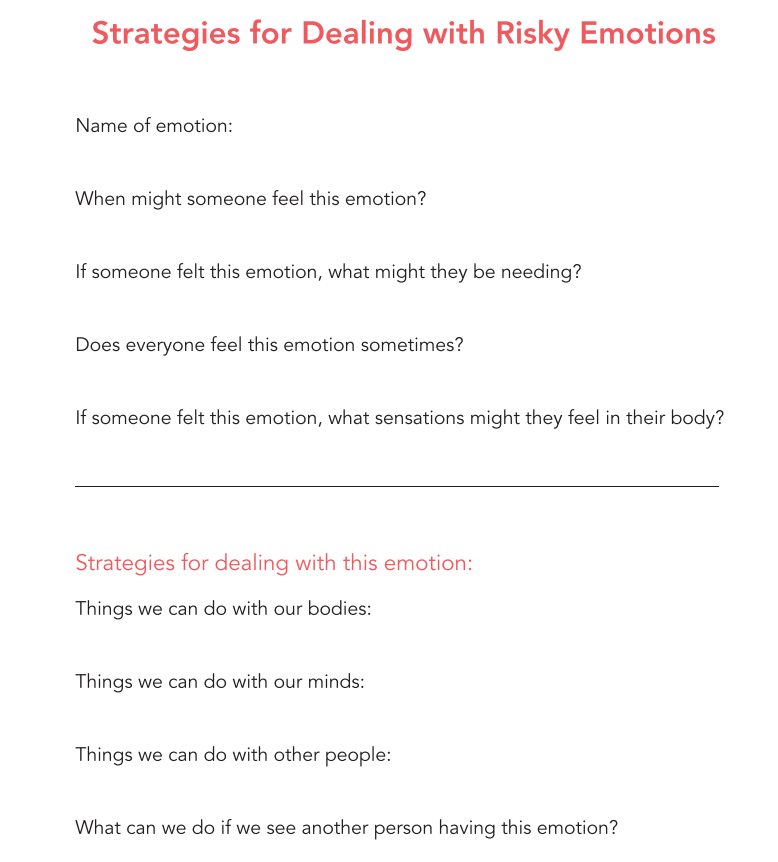 Strategies for Dealing with Risky Emotions
Name of emotion:
When might someone feel this emotion?
If someone felt this emotion, what might they be needing?
Does everyone feel this emotion sometimes?
If someone felt this emotion, what sensations might they feel in their body?
Strategies for dealing with this emotion:
Things we can do with our bodies:
Things we can do with our minds:
Things we can do with other people:
What can we do if we see another person having this emotion?